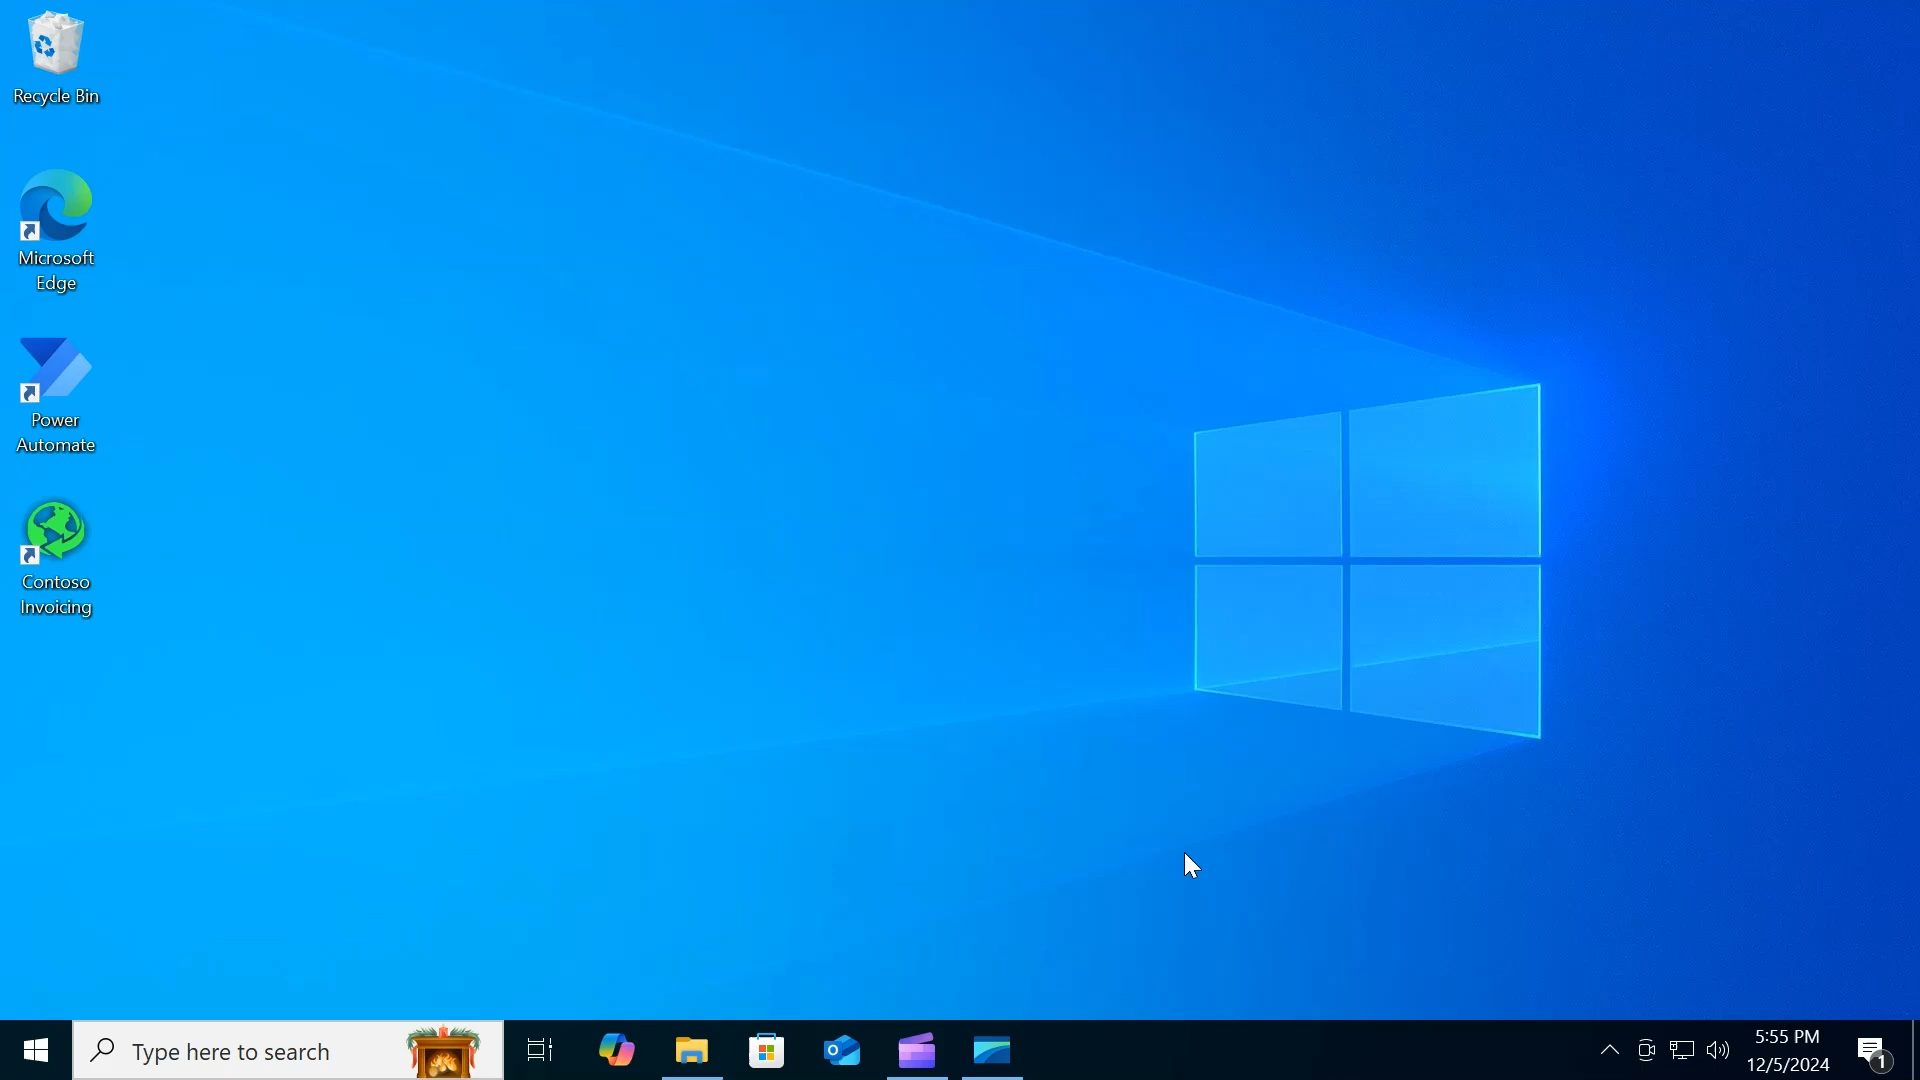 Recycle Bin
Microsoft
Edge
Power
Automate
Contoso
Invoicing
Type here to search
5:55 PM
12/5/2024
1